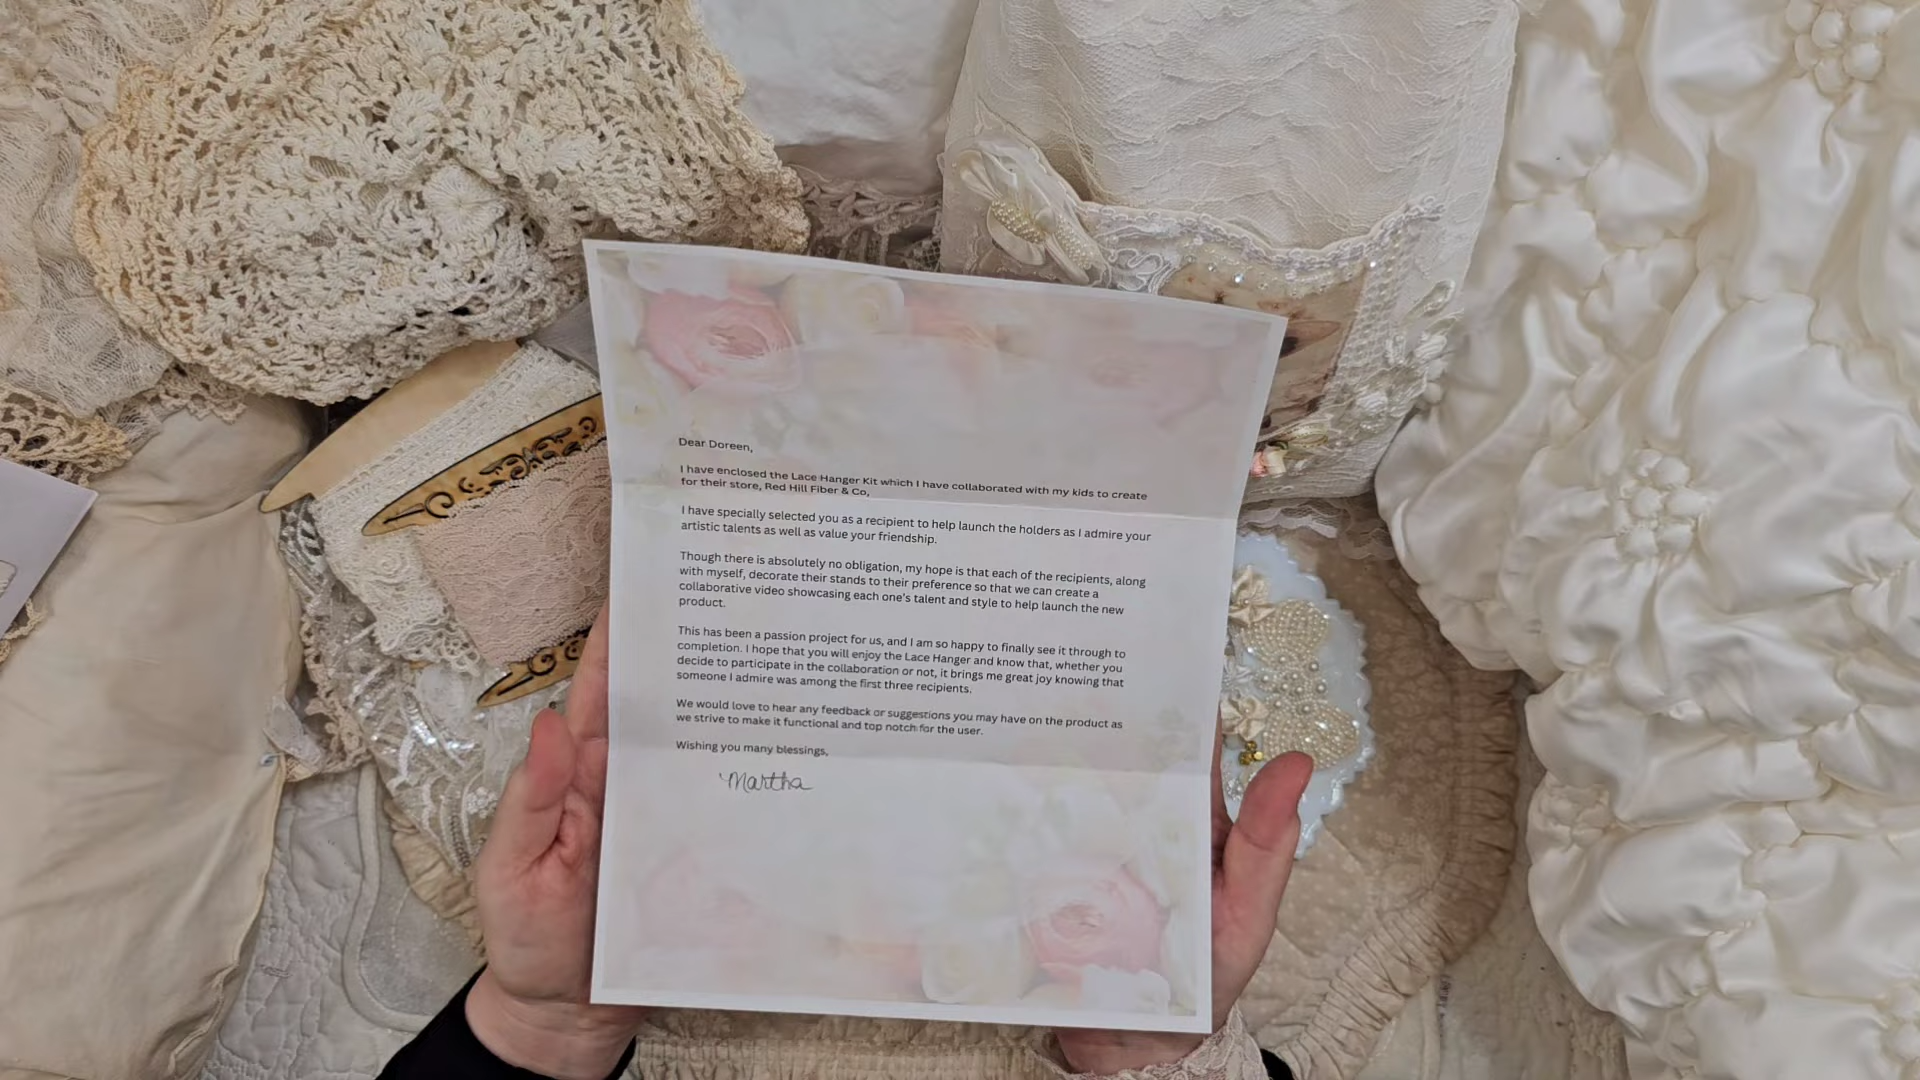 Dear Doreen,
I have enclosed the Lace Hanger Kit which I have collaborated with my kids to create
for their store, Red Hill Fiber & Co,
I have specially selected you as a recipient to help launch the holders as I admire your
artistic talents as well as value your friendship.
Though there is absolutely no obligation, my hope is that each of the recipients, along
with myself, decorate their stands to their preference so that we can create a
collaborative video showcasing each one's talent and style to help launch the new
product.
This has been a passion project for us, and I am so happy to finally see it through to
completion. I hope that you will enjoy the Lace Hanger and know that, whether you
decide to participate in the collaboration or not, it brings me great joy knowing that
someone I admire was among the first three recipients.
We would love to hear any feedback or suggestions you may have on the product as
we strive to make it functional and top notch for the user.
Wishing you many blessings,
Martha